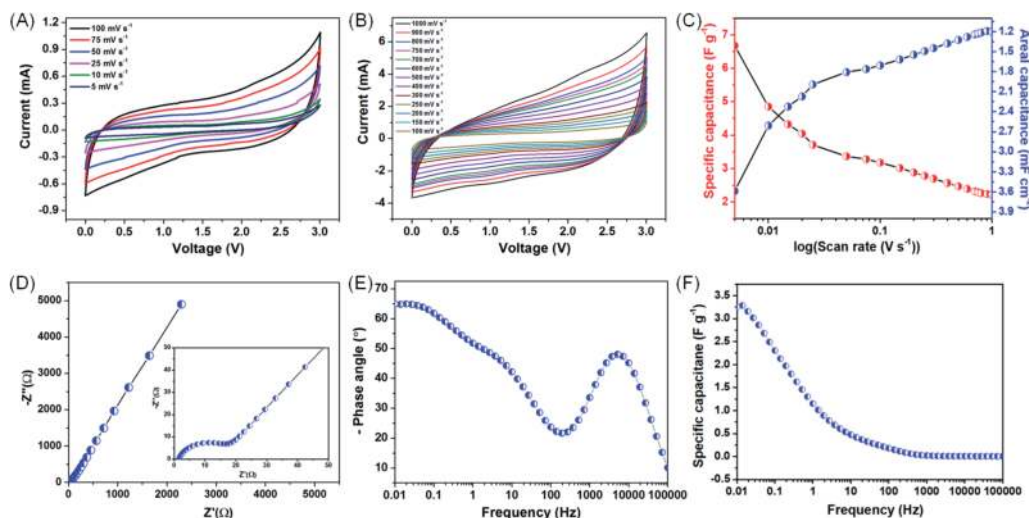 (A)
Current (mA)
1.2
0.9
0.6
0.3
0.0
-0.3
-0.6
-0.9
100 mV s⁻¹
75 mV s⁻¹
50 mV s⁻¹
25 mV s⁻¹
10 mV s⁻¹
5 mV s⁻¹
0.0 0.5 1.0 1.5 2.0 2.5 3.0
Voltage (V)
(B)
Current (mA)
6
4
2
0
-2
-4
1000 mV s⁻¹
900 mV s⁻¹
800 mV s⁻¹
750 mV s⁻¹
700 mV s⁻¹
600 mV s⁻¹
500 mV s⁻¹
400 mV s⁻¹
300 mV s⁻¹
250 mV s⁻¹
200 mV s⁻¹
150 mV s⁻¹
100 mV s⁻¹
0.0 0.5 1.0 1.5 2.0 2.5 3.0
Voltage (V)
(C)
Specific capacitance (F g⁻¹)
7
6
5
4
3
2
0.01 0.1 1
log(Scan rate (V s⁻¹))
1.2
1.5
1.8
2.1
2.4
2.7
3.0
3.3
3.6
3.9
Areal capacitance (mF cm⁻²)
(D)
-Z''(Ω)
5000
4000
3000
2000
1000
0
0 1000 2000 3000 4000 5000
Z'(Ω)
-Z''(Ω)
50
40
30
20
10
0
0 10 20 30 40 50
Z'(Ω)
(E)
- Phase angle (°)
70
60
50
40
30
20
10
0.01 0.1 1 10 100 1000 10000 100000
Frequency (Hz)
(F)
Specific capacitane (F g⁻¹)
3.5
3.0
2.5
2.0
1.5
1.0
0.5
0.0
-0.5
0.01 0.1 1 10 100 1000 10000 100000
Frequency (Hz)